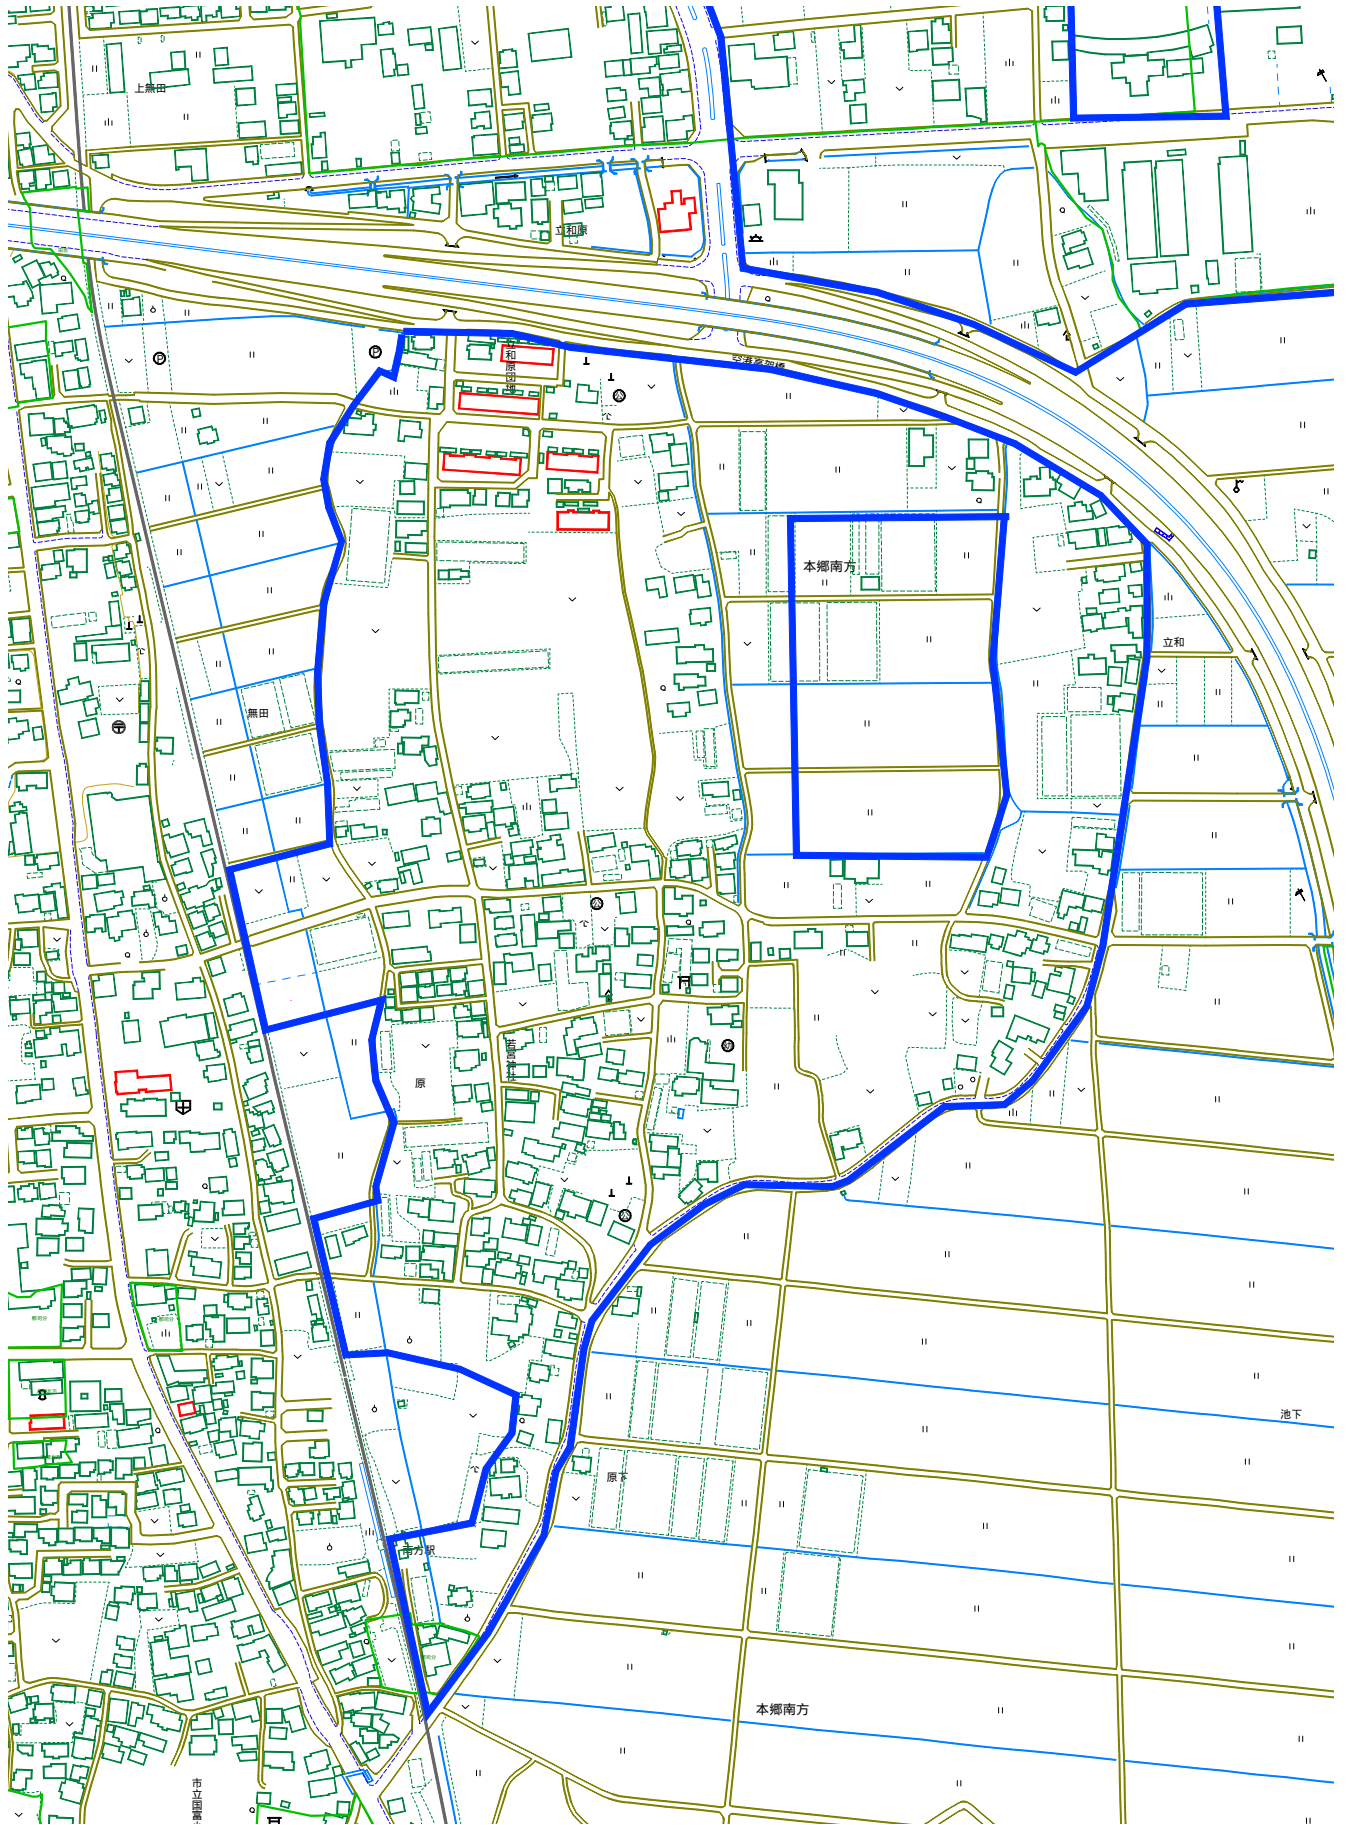 上無田
立和原
空港高架橋
立和原団地
本郷南方
立和
無田
若宮神社
原
池下
原下
南方駅
本郷南方
市立国富小